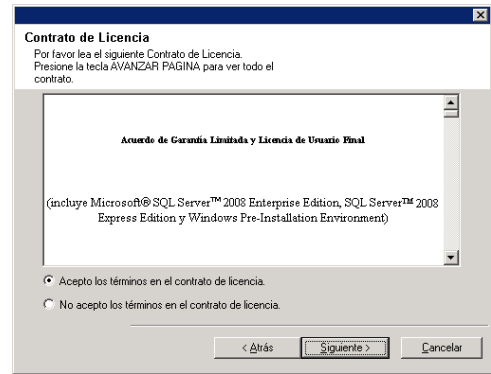 Contrato de Licencia
Por favor lea el siguiente Contrato de Licencia.
Presione la tecla AVANZAR PAGINA para ver todo el
contrato.
Acuerdo de Garantía Limitada y Licencia de Usuario Final
(incluye Microsoft® SQL Server™ 2008 Enterprise Edition, SQL Server™ 2008
Express Edition y Windows Pre-Installation Environment)
Acepto los términos en el contrato de licencia.
No acepto los términos en el contrato de licencia.
< Atrás Siguiente > Cancelar